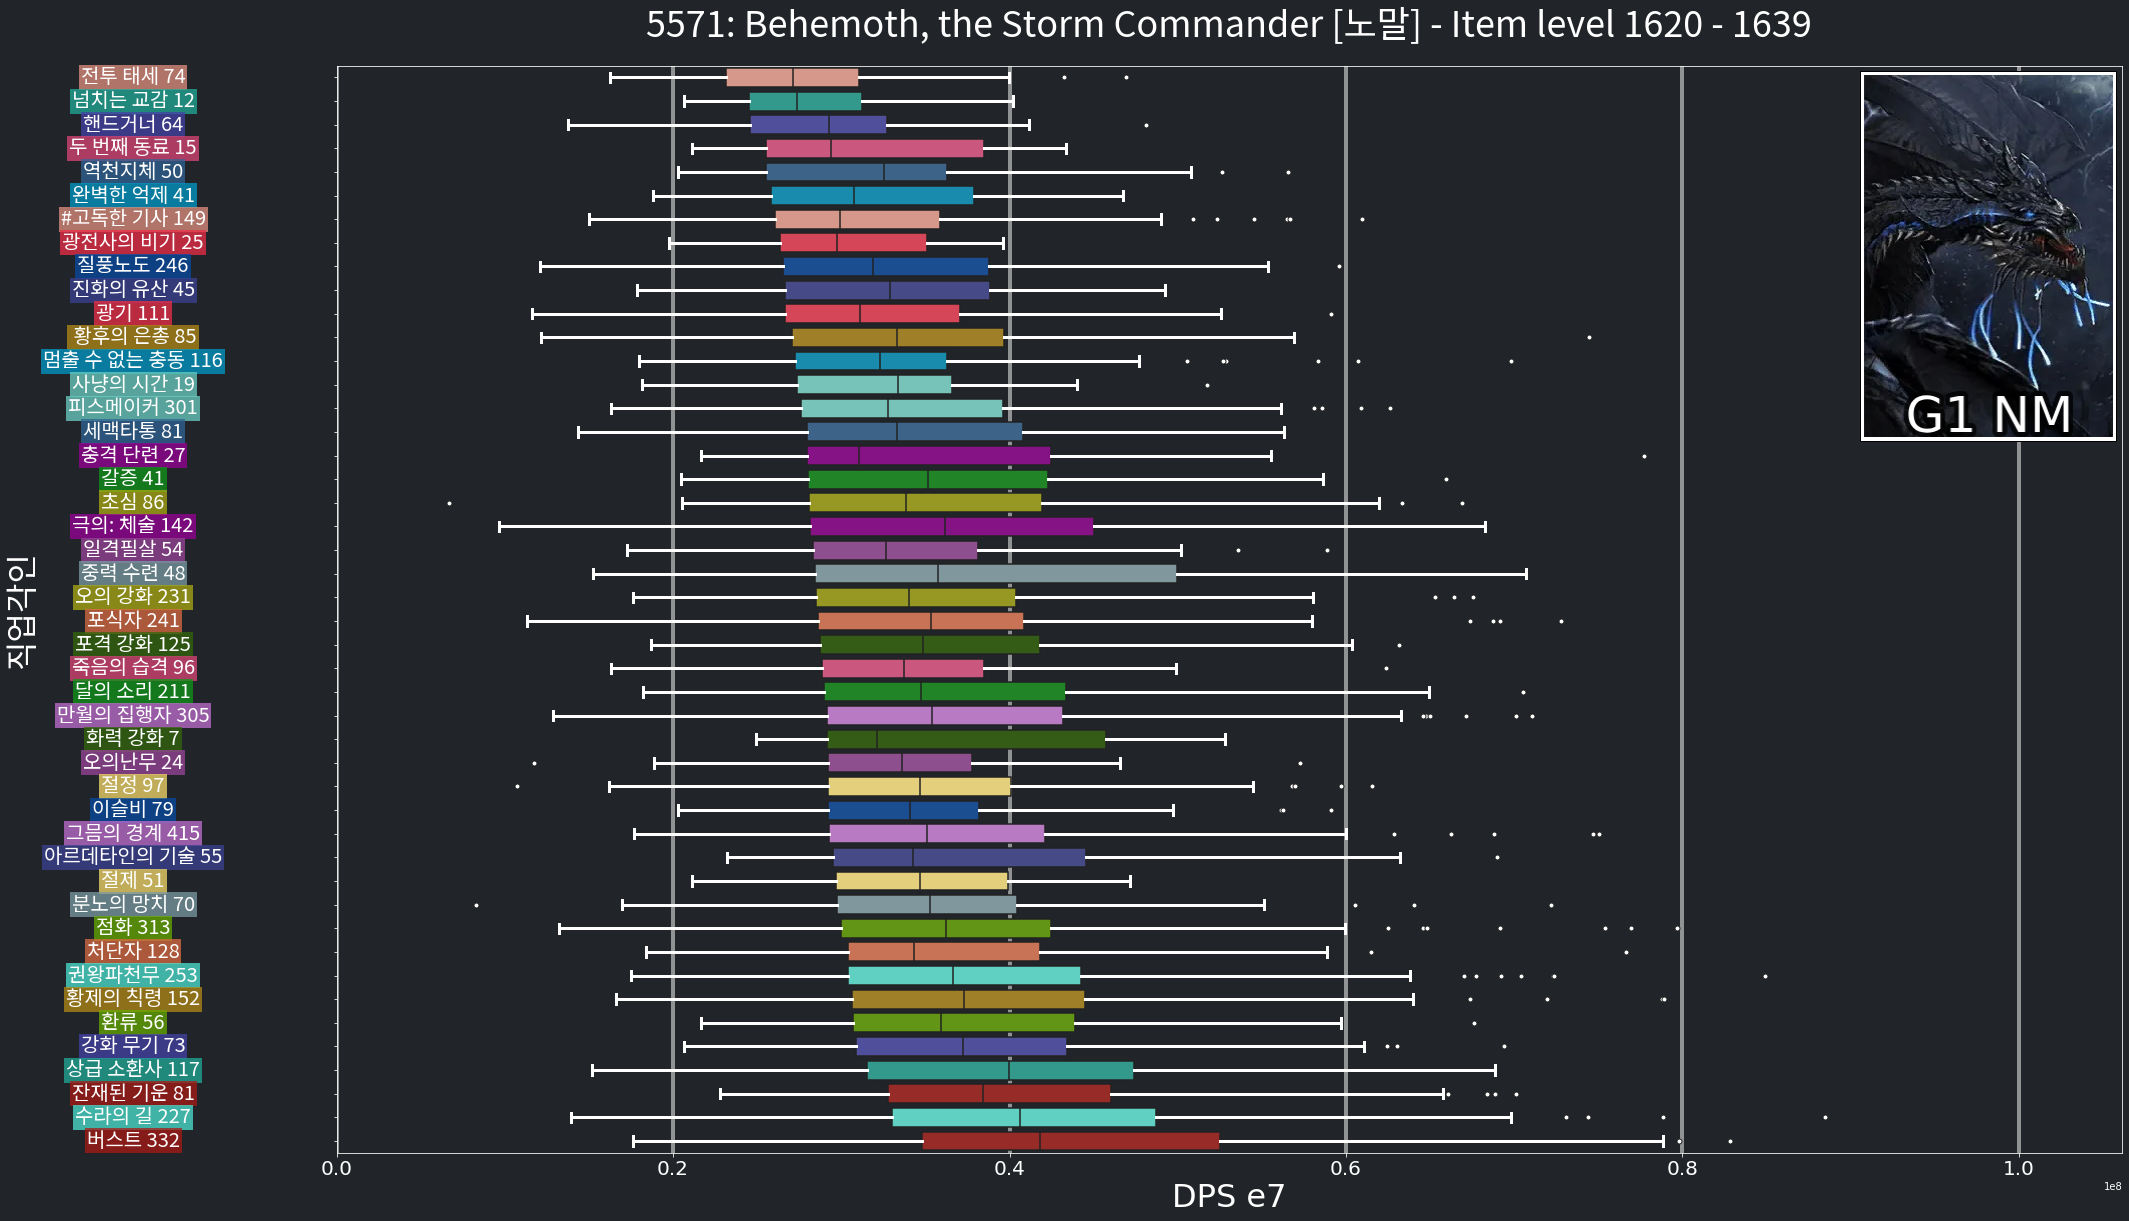 5571: Behemoth, the Storm Commander [노말] - Item level 1620 - 1639
전투 태세 74
넘치는 교감 12
핸드거너 64
두 번째 동료 15
역천지체 50
완벽한 억제 41
#고독한 기사 149
광전사의 비기 25
질풍노도 246
진화의 유산 45
광기 111
황후의 은총 85
멈출 수 없는 충동 116
사냥의 시간 19
피스메이커 301
세맥타통 81
충격 단련 27
갈증 41
초심 86
극의: 체술 142
일격필살 54
중력 수련 48
오의 강화 231
포식자 241
포격 강화 125
죽음의 습격 96
달의 소리 211
만월의 집행자 305
화력 강화 7
오의난무 24
절정 97
이슬비 79
그믐의 경계 415
아르데타인의 기술 55
절제 51
분노의 망치 70
점화 313
처단자 128
권왕파천무 253
황제의 칙령 152
환류 56
강화 무기 73
상급 소환사 117
잔재된 기운 81
수라의 길 227
버스트 332
직업각인
G1 NM
0.0 0.2 0.4 0.6 0.8 1.0
DPS e7
1e8